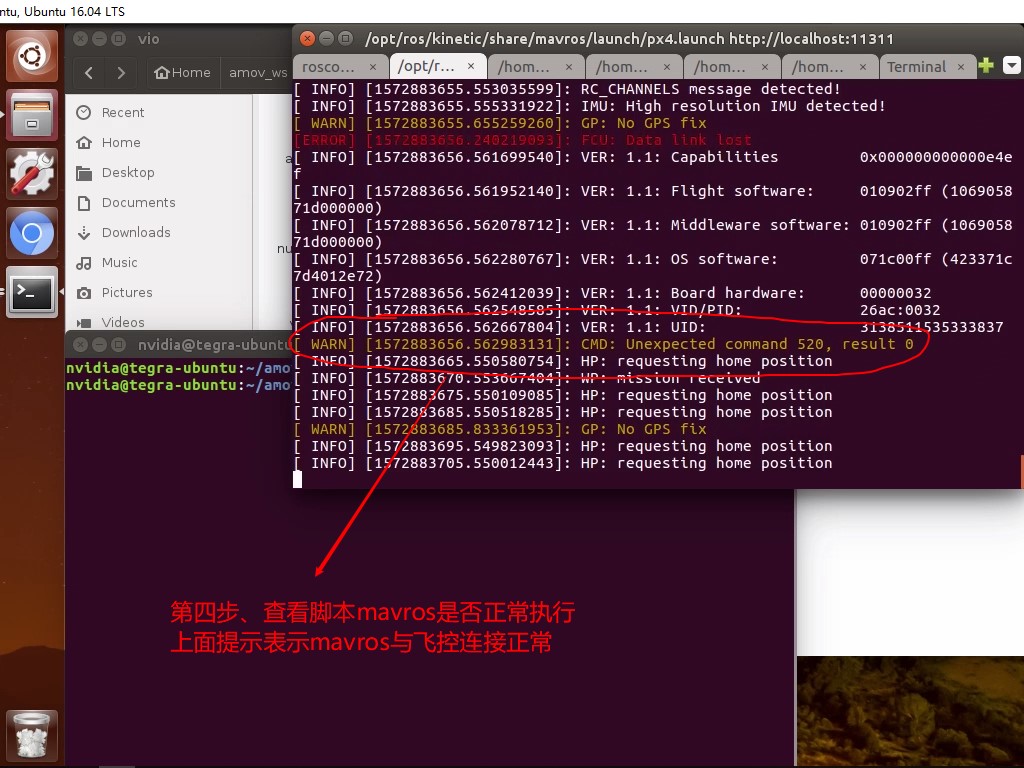 ntu, Ubuntu 16.04 LTS
vio
Home
amov_ws
Recent
Home
Desktop
Documents
Downloads
Music
Pictures
Videos
/opt/ros/kinetic/share/mavros/launch/px4.launch http://localhost:11311
rosco... × /opt/r... × /hom... × /hom... × /hom... × /hom... × Terminal ×
[ INFO] [1572883655.553035599]: RC_CHANNELS message detected!
[ INFO] [1572883655.555331922]: IMU: High resolution IMU detected!
[ WARN] [1572883655.655259260]: GP: No GPS fix
[ERROR] [1572883656.240219093]: FCU: Data link lost
[ INFO] [1572883656.561699540]: VER: 1.1: Capabilities 0x000000000000e4e
f
[ INFO] [1572883656.561952140]: VER: 1.1: Flight software: 010902ff (1069058
71d000000)
[ INFO] [1572883656.562078712]: VER: 1.1: Middleware software: 010902ff (1069058
71d000000)
[ INFO] [1572883656.562280767]: VER: 1.1: OS software: 071c00ff (423371c
7d4012e72)
[ INFO] [1572883656.562412039]: VER: 1.1: Board hardware: 00000032
[ INFO] [1572883656.562548585]: VER: 1.1: VID/PID: 26ac:0032
[ INFO] [1572883656.562667804]: VER: 1.1: UID: 3138511535333837
[ WARN] [1572883656.562983131]: CMD: Unexpected command 520, result 0
[ INFO] [1572883665.550580754]: HP: requesting home position
[ INFO] [1572883670.553667404]: WP: mission received
[ INFO] [1572883675.550109085]: HP: requesting home position
[ INFO] [1572883685.550518285]: HP: requesting home position
[ WARN] [1572883685.833361953]: GP: No GPS fix
[ INFO] [1572883695.549823093]: HP: requesting home position
[ INFO] [1572883705.550012443]: HP: requesting home position
nvidia@tegra-ubuntu
nvidia@tegra-ubuntu:~/amo
nvidia@tegra-ubuntu:~/amo
第四步、查看脚本mavros是否正常执行
上面提示表示mavros与飞控连接正常